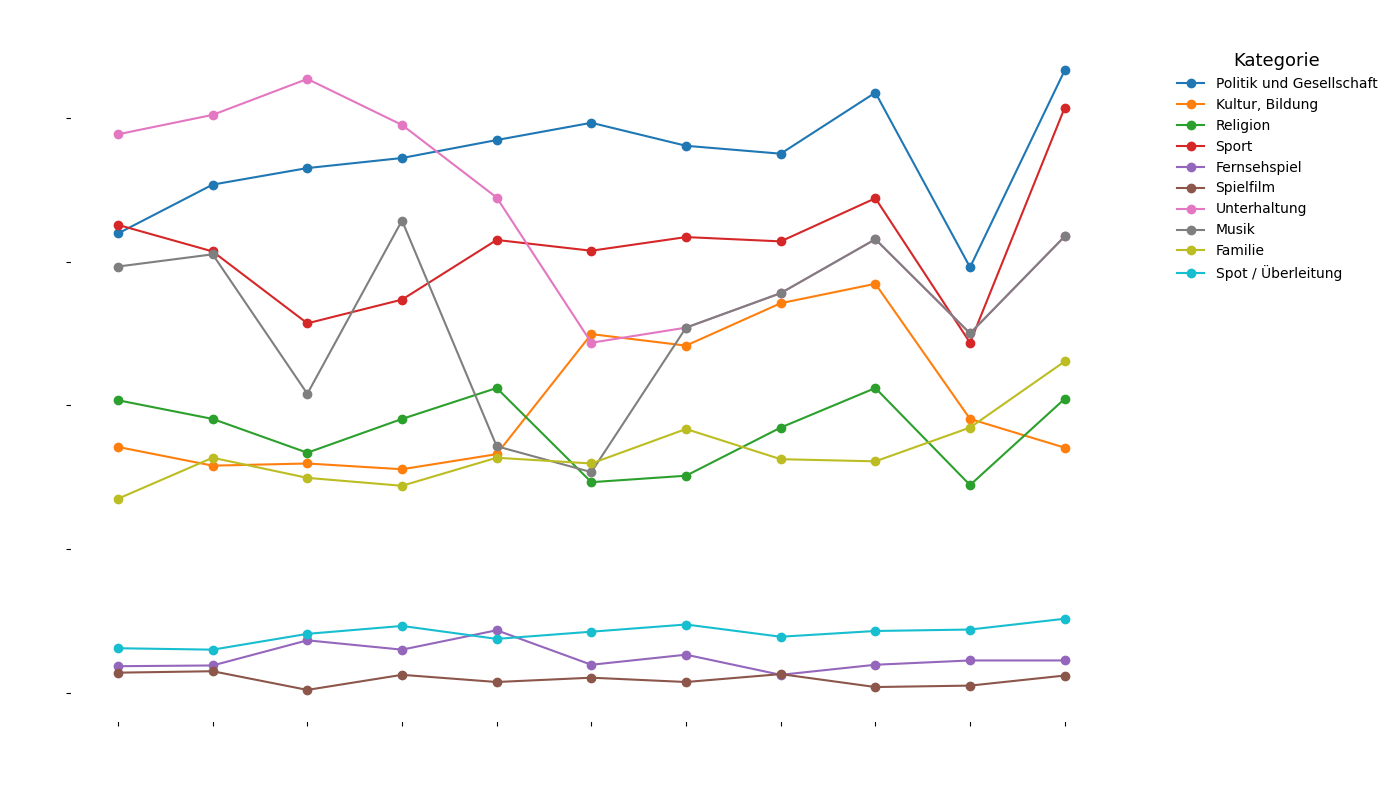 Kategorie
Politik und Gesellschaft
Kultur, Bildung
Religion
Sport
Fernsehspiel
Spielfilm
Unterhaltung
Musik
Familie
Spot / Überleitung